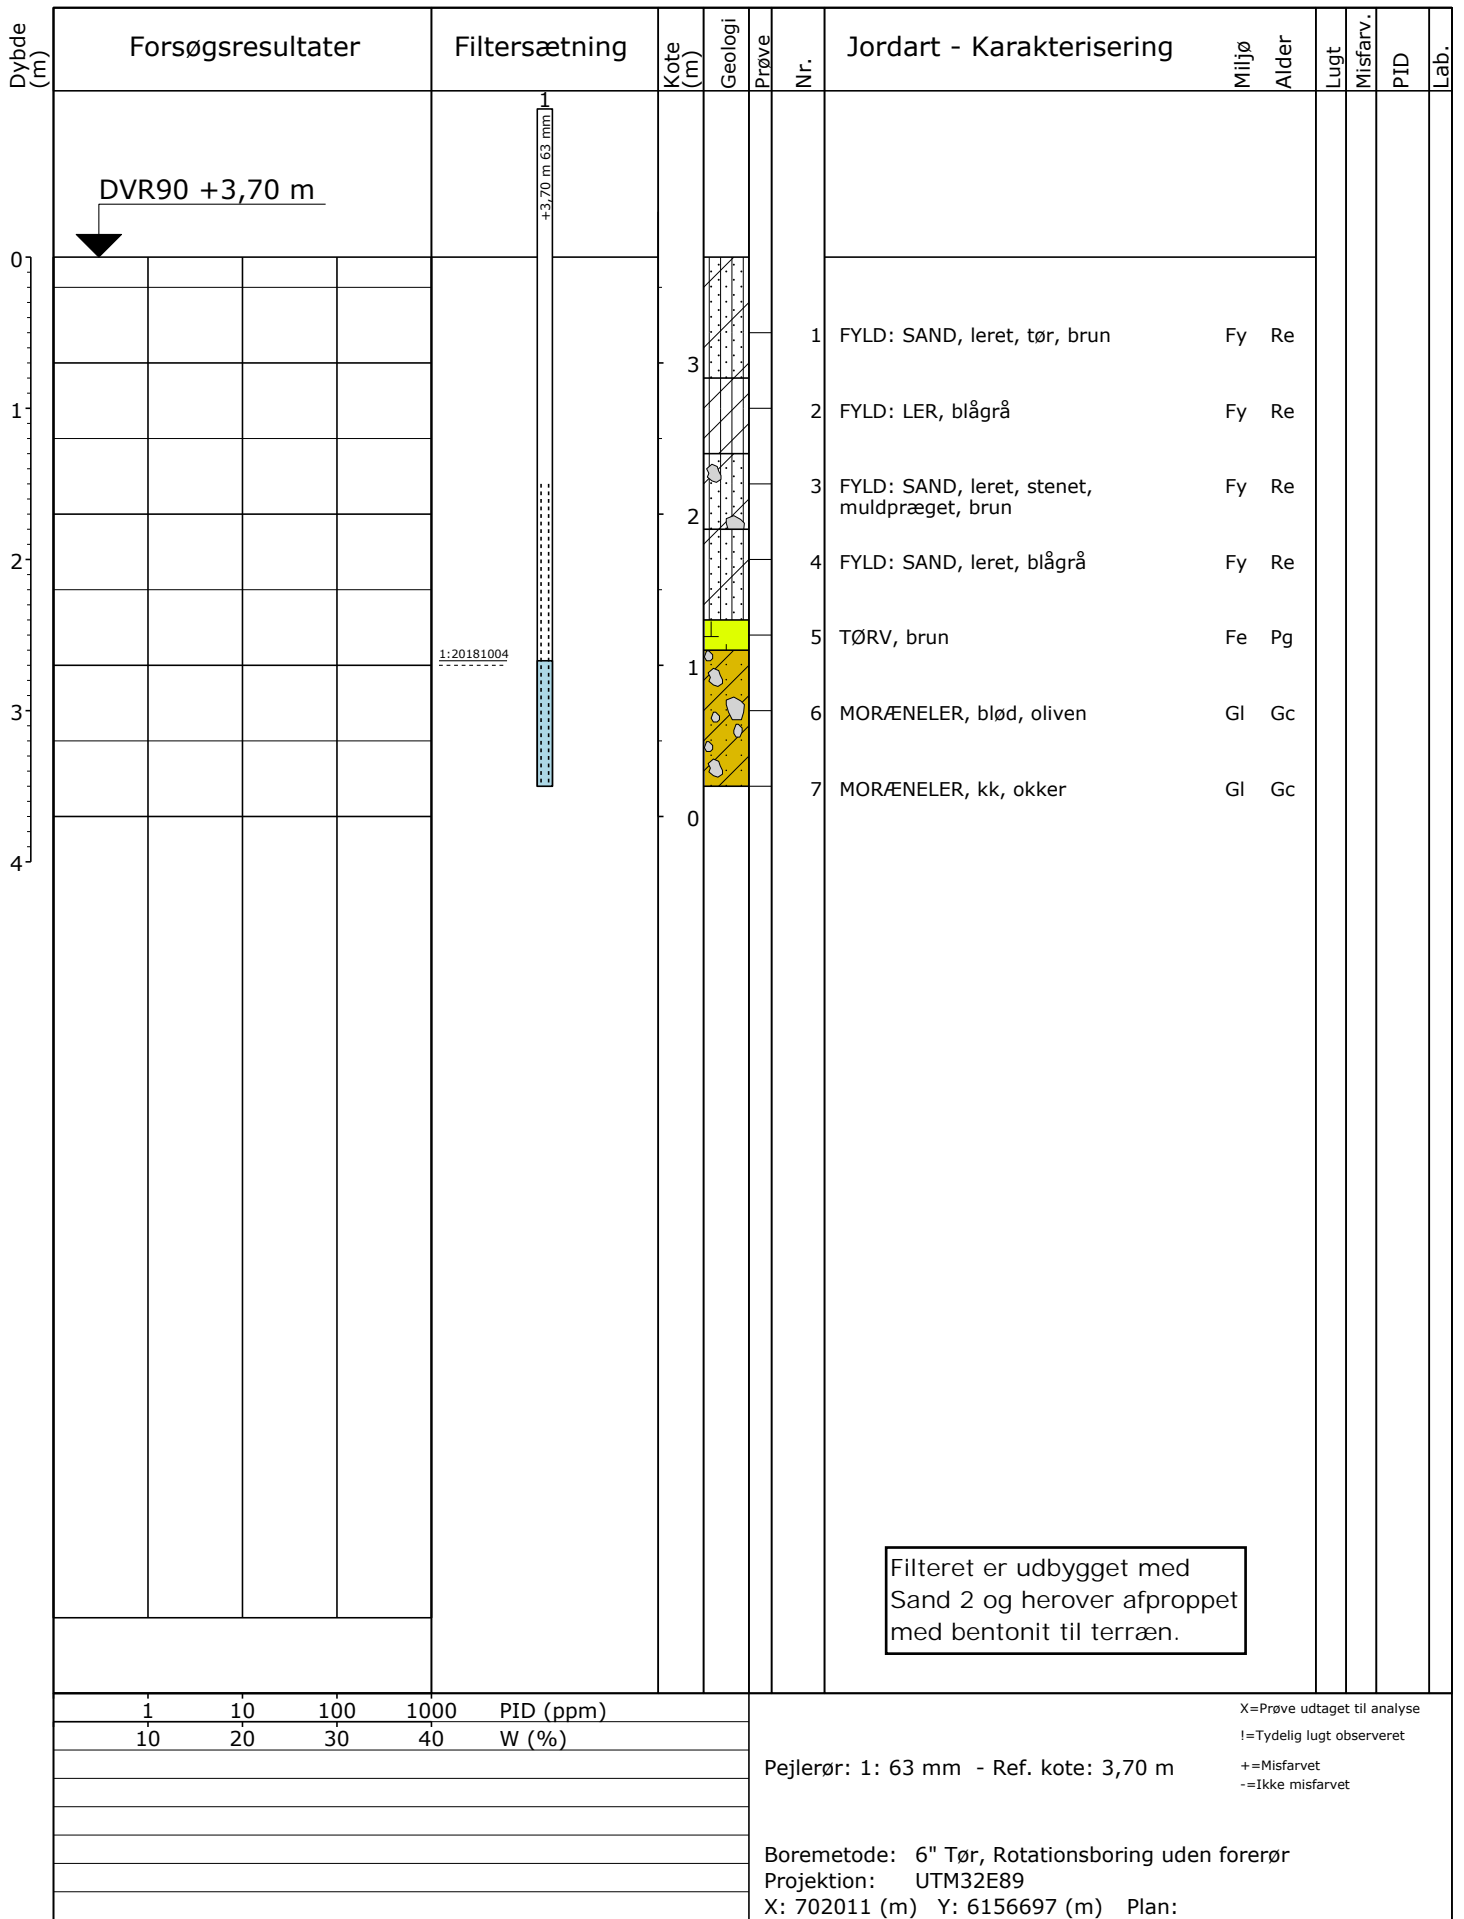 Dybde (m)
Forsøgsresultater
Filtersætning
Kote (m)
Geologi
Prøve
Nr.
Jordart - Karakterisering
Miljø
Alder
Lugt
Misfarv.
PID
Lab.
1
+3,70 m 63 mm
DVR90 +3,70 m
0
1
2
3
4
1:20181004
3
2
1
0
1 FYLD: SAND, leret, tør, brun Fy Re
2 FYLD: LER, blågrå Fy Re
3 FYLD: SAND, leret, stenet, Fy Re
muldpræget, brun
4 FYLD: SAND, leret, blågrå Fy Re
5 TØRV, brun Fe Pg
6 MORÆNELER, blød, oliven Gl Gc
7 MORÆNELER, kk, okker Gl Gc
Filteret er udbygget med
Sand 2 og herover afproppet
med bentonit til terræn.
1 10 100 1000 PID (ppm)
10 20 30 40 W (%)
X=Prøve udtaget til analyse
!=Tydelig lugt observeret
+=Misfarvet
-=Ikke misfarvet
Pejlerør: 1: 63 mm - Ref. kote: 3,70 m
Boremetode: 6" Tør, Rotationsboring uden forerør
Projektion: UTM32E89
X: 702011 (m) Y: 6156697 (m) Plan: